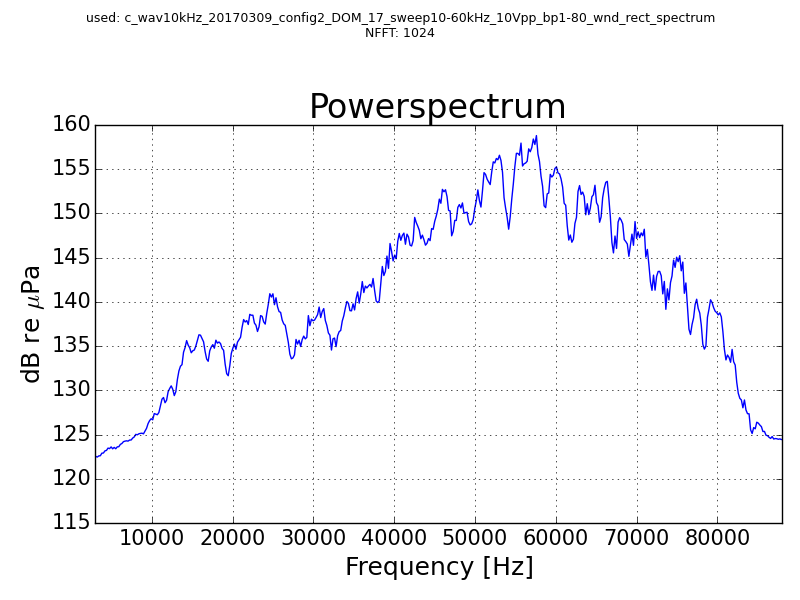 used: c_wav10kHz_20170309_config2_DOM_17_sweep10-60kHz_10Vpp_bp1-80_wnd_rect_spectrum
NFFT: 1024
Powerspectrum
160
155
150
145
140
135
130
125
120
115
dB re μPa
10000 20000 30000 40000 50000 60000 70000 80000
Frequency [Hz]